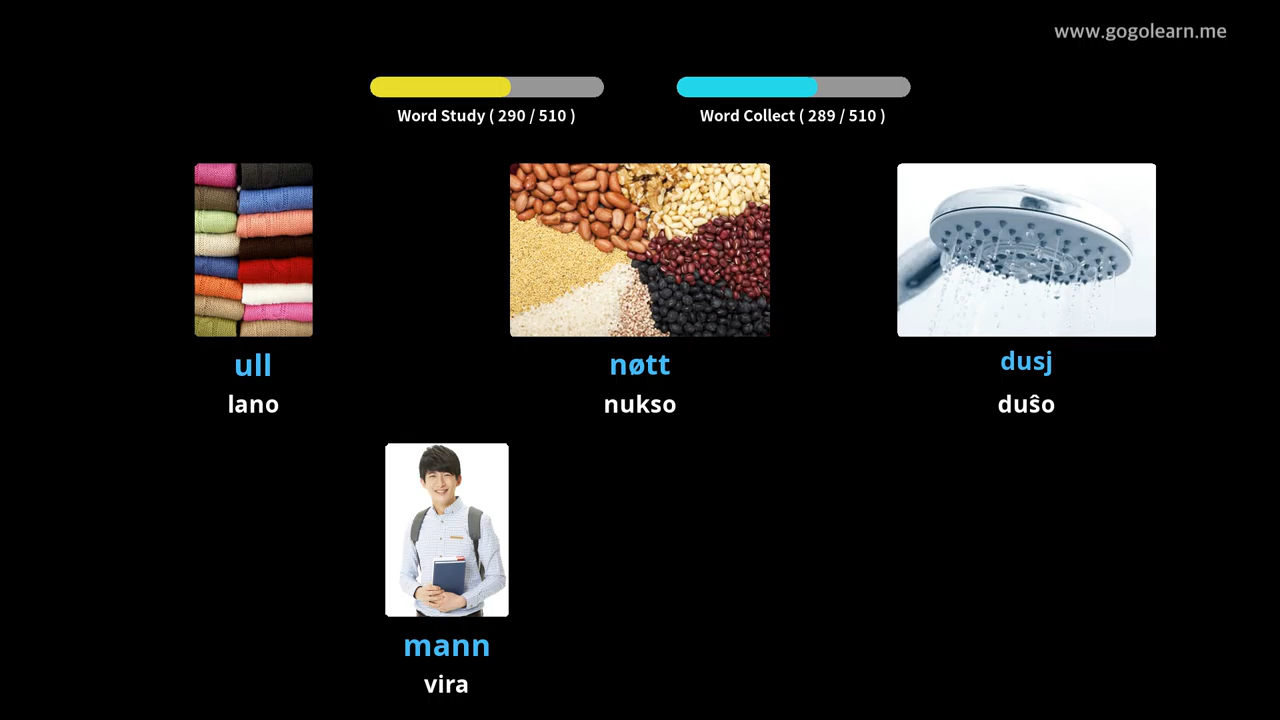 www.gogolearn.me
Word Study ( 290 / 510 )
Word Collect ( 289 / 510 )
ull
lano
nøtt
nukso
dusj
duŝo
mann
vira